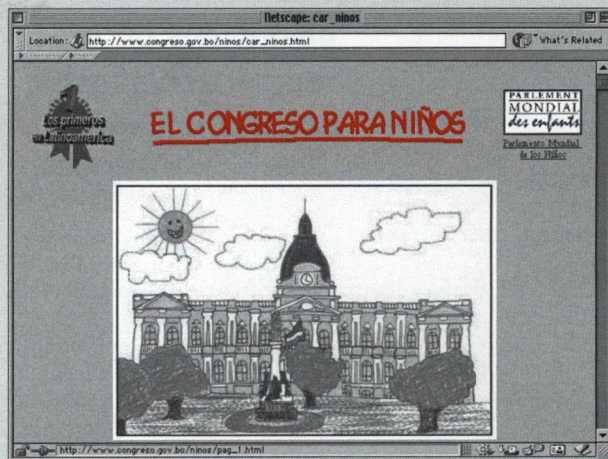 Netscape: car_ninos
Location: http://www.congreso.gov.bo/ninos/car_ninos.html What's Related
Los primeros
en Latinoamerica
EL CONGRESO PARA NIÑOS
PARLEMENT
MONDIAL
des enfants
Parlamento Mundial
de los Niños
http://www.congreso.gov.bo/ninos/pag_1.html